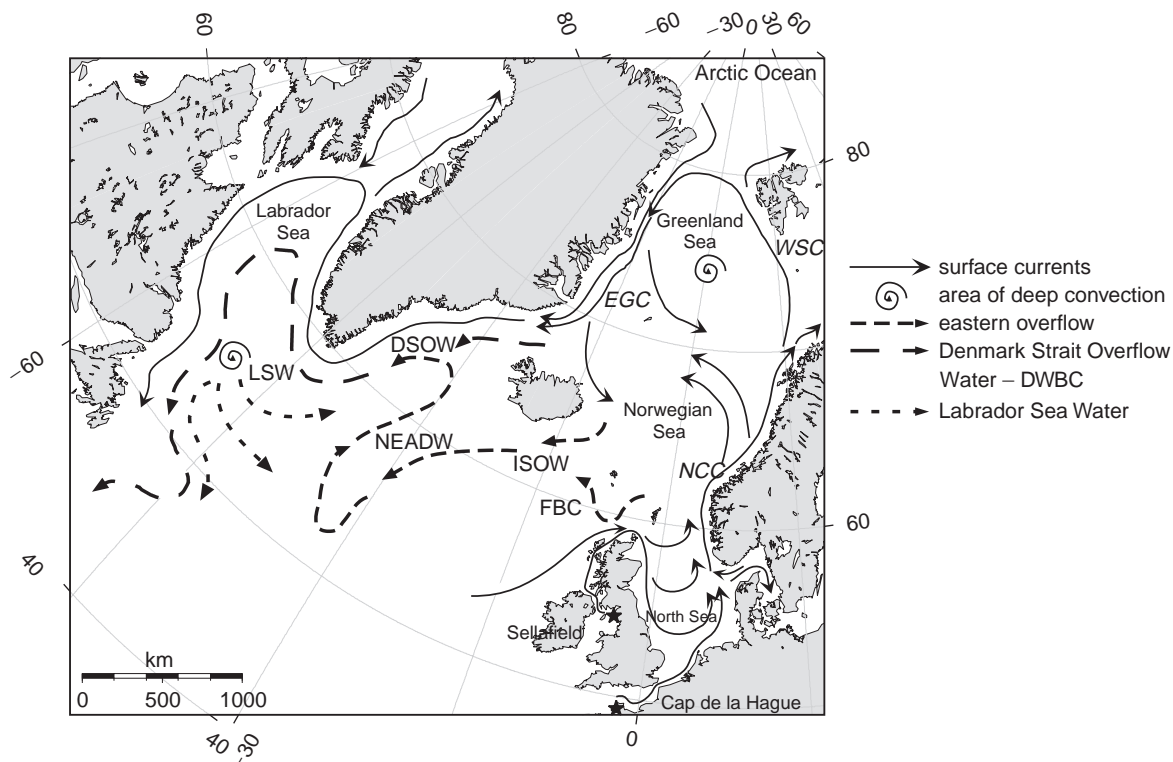 60
80
−60
−30
0
30
60
Arctic Ocean
80
Labrador
Sea
Greenland
Sea
WSC
EGC
surface currents
area of deep convection
eastern overflow
Denmark Strait Overflow
Water – DWBC
Labrador Sea Water
−60
DSOW
LSW
Norwegian
Sea
NEADW
ISOW
NCC
FBC
60
40
North Sea
Sellafield
km
0 500 1000
Cap de la Hague
40
−30
0